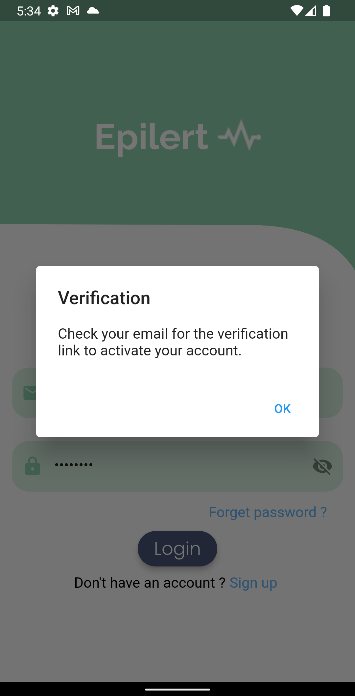 5:34
Epilert
Verification
Check your email for the verification
link to activate your account.
OK
••••••••
Forget password ?
Login
Don't have an account ? Sign up